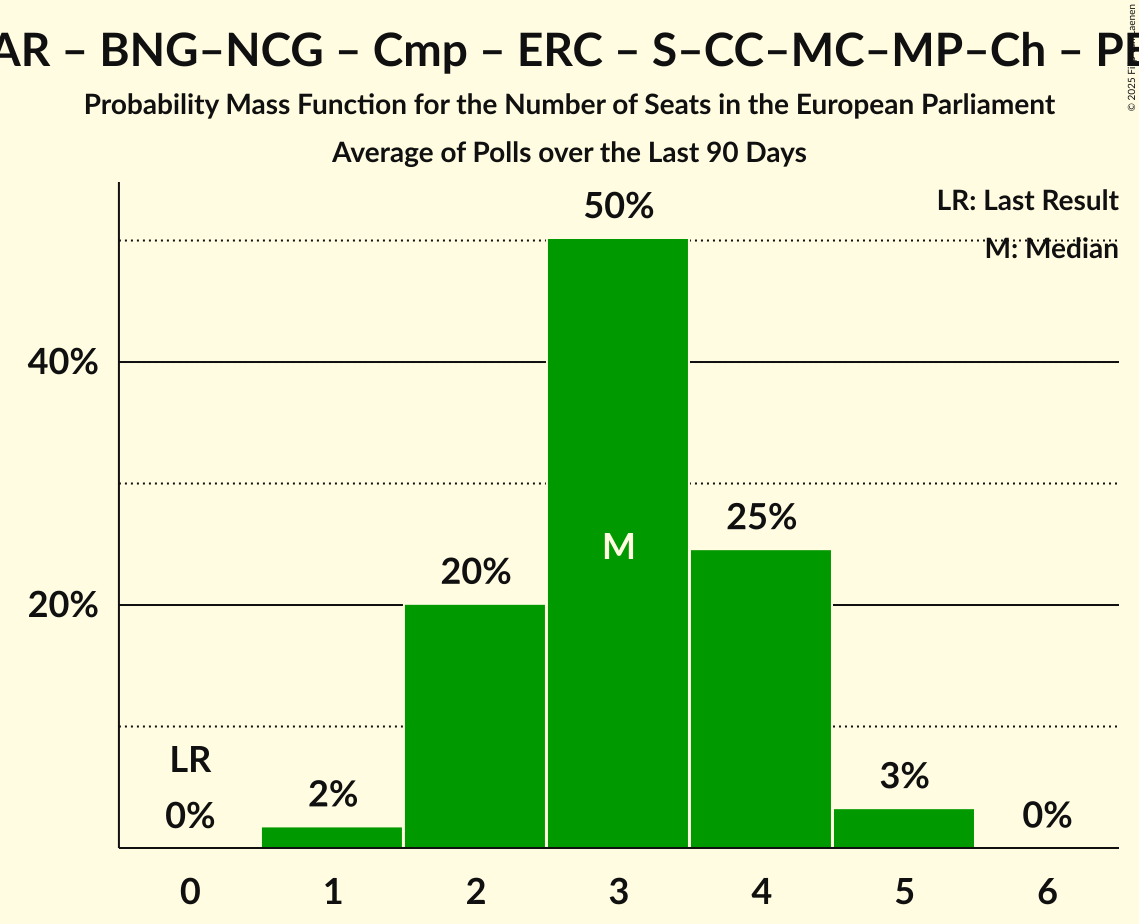 AR – BNG–NCG – Cmp – ERC – S–CC–MC–MP–Ch – PE
Probability Mass Function for the Number of Seats in the European Parliament
Average of Polls over the Last 90 Days
© 2025
LR: Last Result
M: Median
50%
40%
25%
M
20%
20%
LR
0%
2%
3%
0%
0 1 2 3 4 5 6